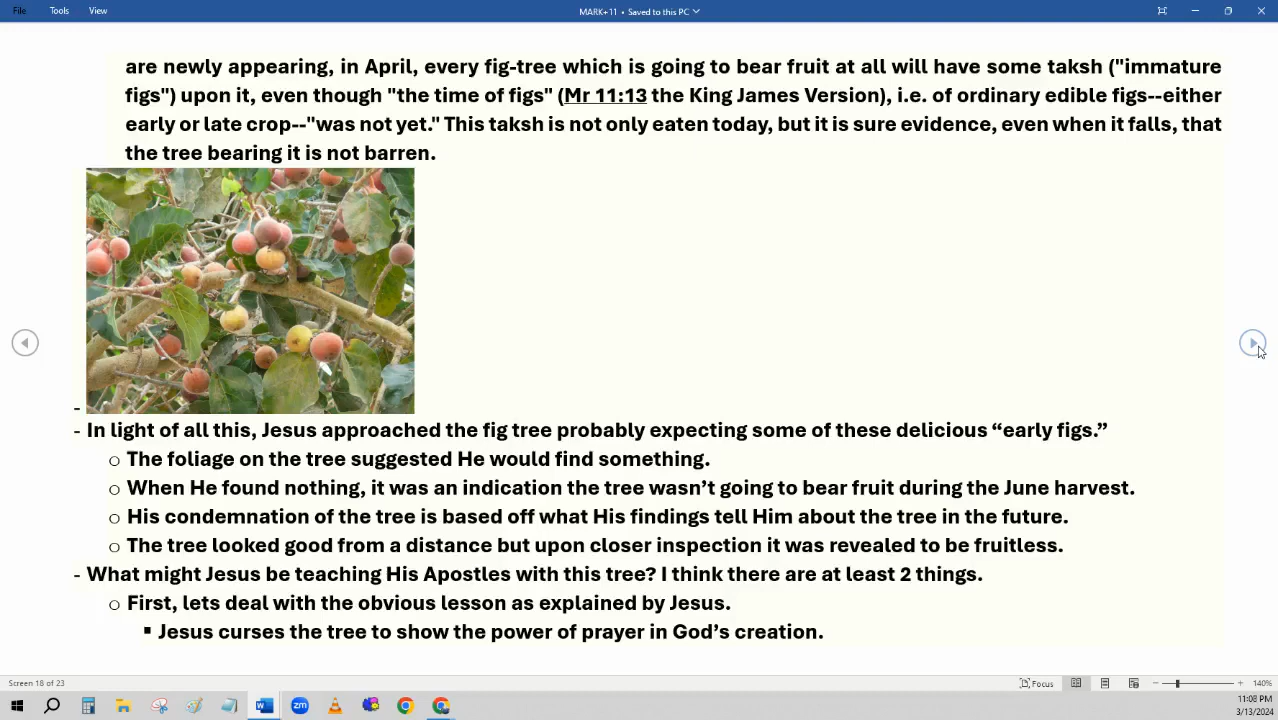 File Tools View MARK+11 • Saved to this PC
are newly appearing, in April, every fig-tree which is going to bear fruit at all will have some taksh ("immature
figs") upon it, even though "the time of figs" (Mr 11:13 the King James Version), i.e. of ordinary edible figs--either
early or late crop--"was not yet." This taksh is not only eaten today, but it is sure evidence, even when it falls, that
the tree bearing it is not barren.
-
- In light of all this, Jesus approached the fig tree probably expecting some of these delicious “early figs.”
o The foliage on the tree suggested He would find something.
o When He found nothing, it was an indication the tree wasn’t going to bear fruit during the June harvest.
o His condemnation of the tree is based off what His findings tell Him about the tree in the future.
o The tree looked good from a distance but upon closer inspection it was revealed to be fruitless.
- What might Jesus be teaching His Apostles with this tree? I think there are at least 2 things.
o First, lets deal with the obvious lesson as explained by Jesus.
▪ Jesus curses the tree to show the power of prayer in God’s creation.
Screen 18 of 23 Focus 140%
W zm
11:08 PM
3/13/2024